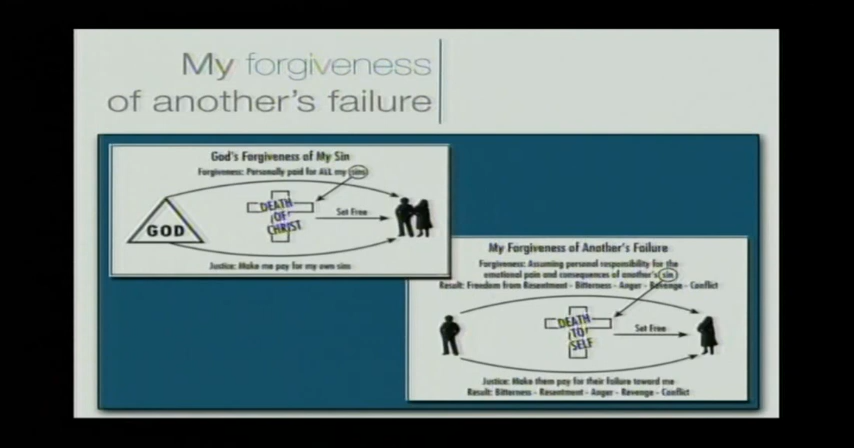 My forgiveness
of another's failure
God's Forgiveness of My Sin
Forgiveness: Personally paid for ALL my sins
GOD
DEATH
OF
CHRIST
Set Free
Justice: Make me pay for my own sins
My Forgiveness of Another's Failure
Forgiveness: Assuming personal responsibility for the
emotional pain and consequences of another's sin
Result: Freedom from Resentment - Bitterness - Anger - Revenge - Conflict
DEATH
TO
SELF
Set Free
Justice: Make them pay for their failure toward me
Result: Bitterness - Resentment - Anger - Revenge - Conflict